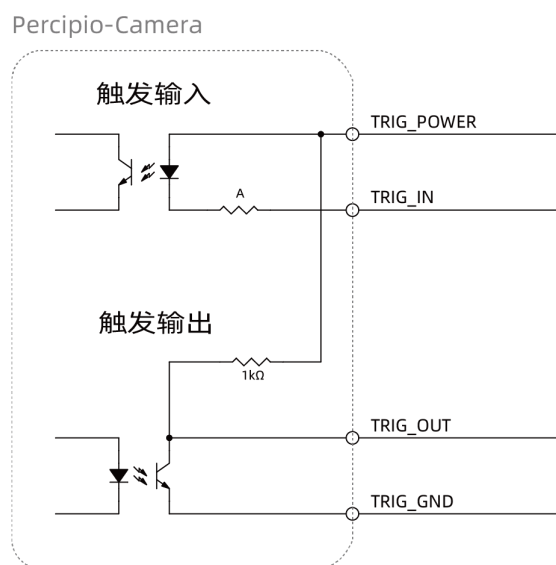 Percipio-Camera
触发输入
TRIG_POWER
A
TRIG_IN
触发输出
1kΩ
TRIG_OUT
TRIG_GND